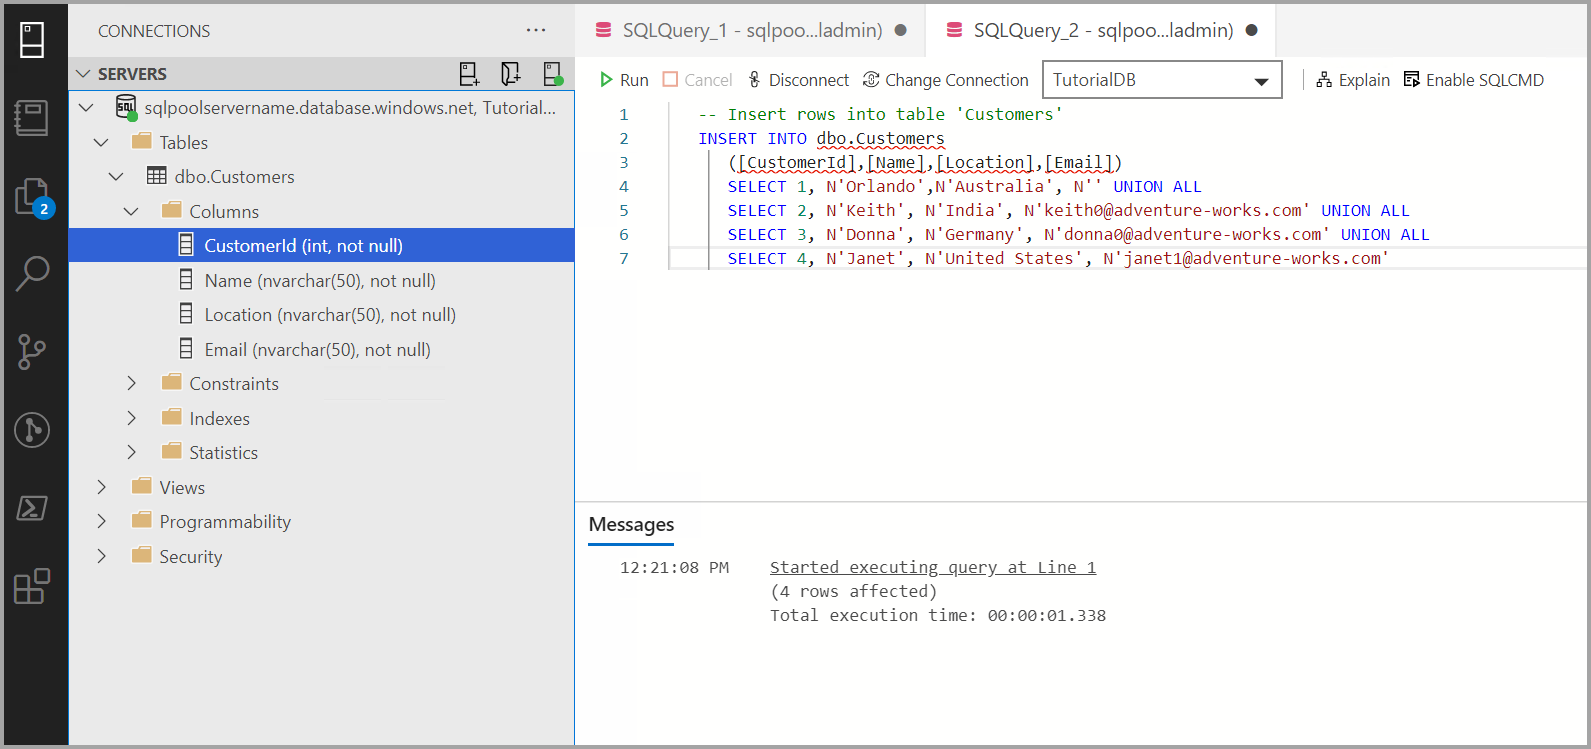 CONNECTIONS ...
SERVERS
sqlpoolservername.database.windows.net, Tutorial...
Tables
dbo.Customers
Columns
CustomerId (int, not null)
Name (nvarchar(50), not null)
Location (nvarchar(50), not null)
Email (nvarchar(50), not null)
Constraints
Indexes
Statistics
Views
Programmability
Security
2
SQL
SQLQuery_1 - sqlpoo...ladmin) ●
SQLQuery_2 - sqlpoo...ladmin) ●
Run Cancel Disconnect Change Connection TutorialDB Explain Enable SQLCMD
1 -- Insert rows into table 'Customers'
2 INSERT INTO dbo.Customers
3 ([CustomerId],[Name],[Location],[Email])
4 SELECT 1, N'Orlando',N'Australia', N'' UNION ALL
5 SELECT 2, N'Keith', N'India', N'keith0@adventure-works.com' UNION ALL
6 SELECT 3, N'Donna', N'Germany', N'donna0@adventure-works.com' UNION ALL
7 SELECT 4, N'Janet', N'United States', N'janet1@adventure-works.com'
Messages
12:21:08 PM Started executing query at Line 1
(4 rows affected)
Total execution time: 00:00:01.338